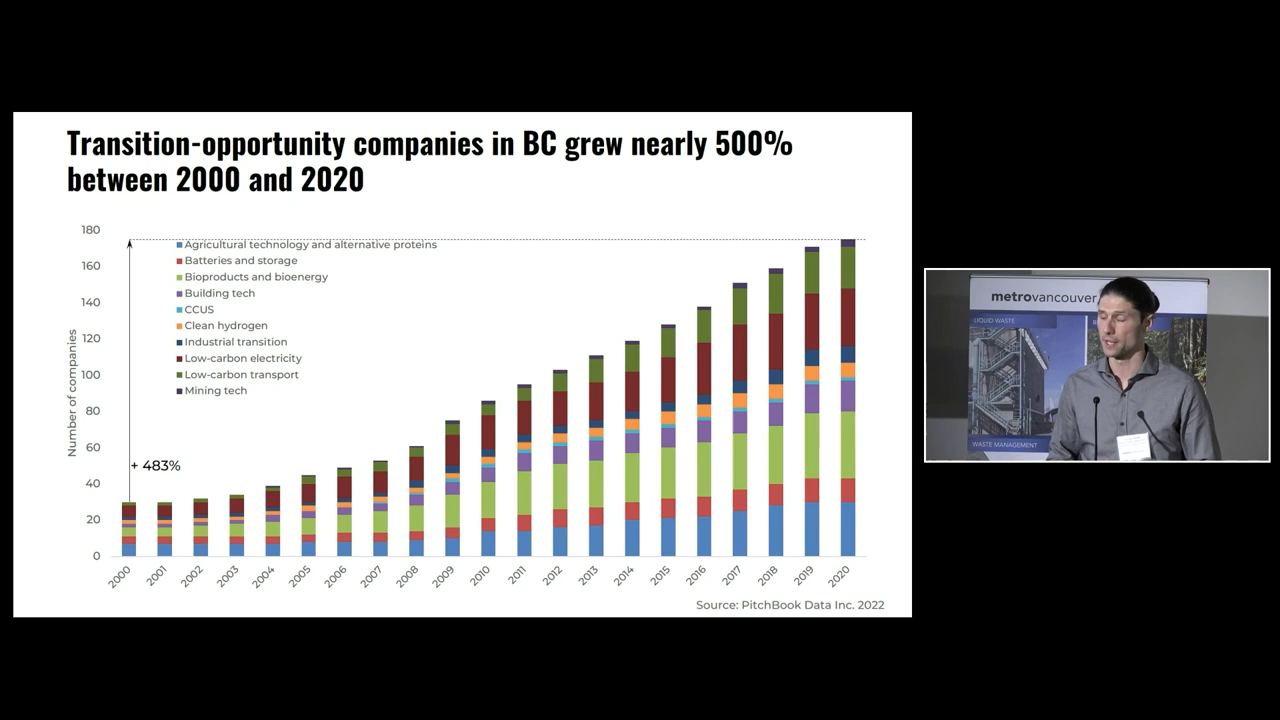 Transition-opportunity companies in BC grew nearly 500%
between 2000 and 2020
Number of companies
180
160
140
120
100
80
60
40
20
0
+ 483%
Agricultural technology and alternative proteins
Batteries and storage
Bioproducts and bioenergy
Building tech
CCUS
Clean hydrogen
Industrial transition
Low-carbon electricity
Low-carbon transport
Mining tech
2000
2001
2002
2003
2004
2005
2006
2007
2008
2009
2010
2011
2012
2013
2014
2015
2016
2017
2018
2019
2020
Source: PitchBook Data Inc. 2022
metrovancouver
LIQUID WASTE
WASTE MANAGEMENT